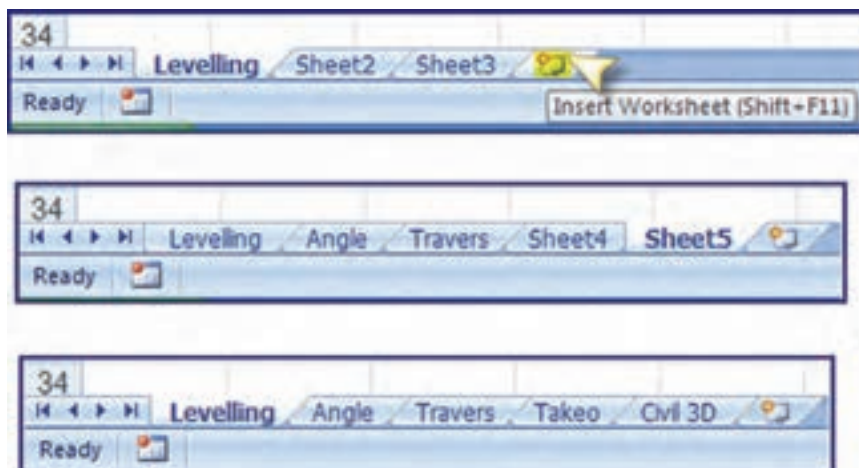 34
Levelling Sheet2 Sheet3
Ready
Insert Worksheet (Shift+F11)
34
Levelling Angle Travers Sheet4 Sheet5
Ready
34
Levelling Angle Travers Takeo Civil 3D
Ready